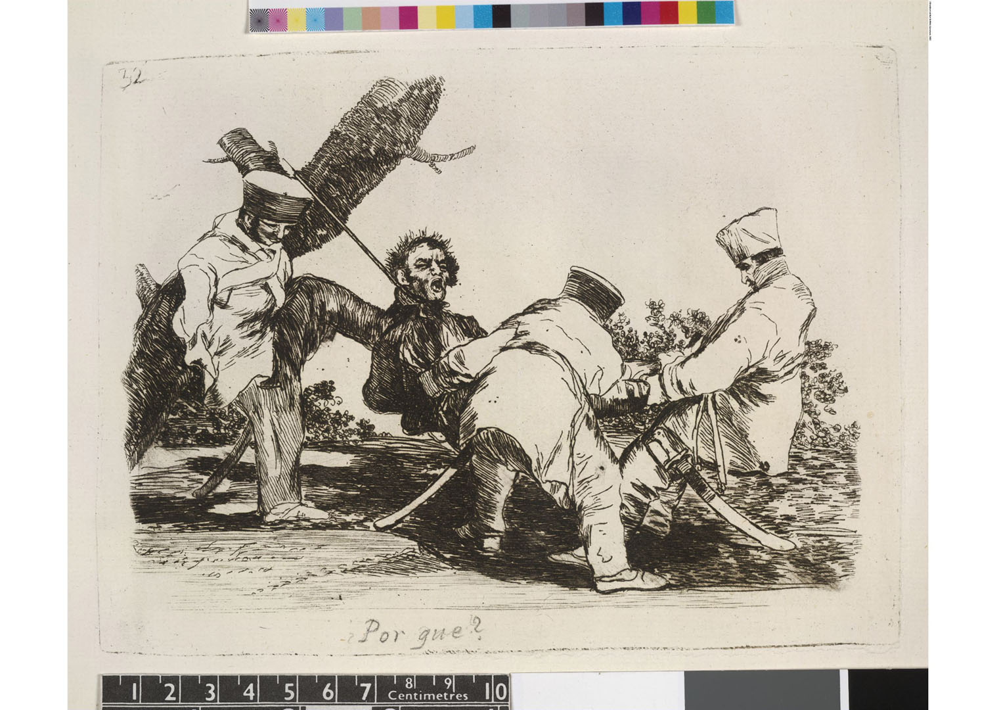 32
¿Por que?
1 2 3 4 5 6 7 8 9 10
Centimetres